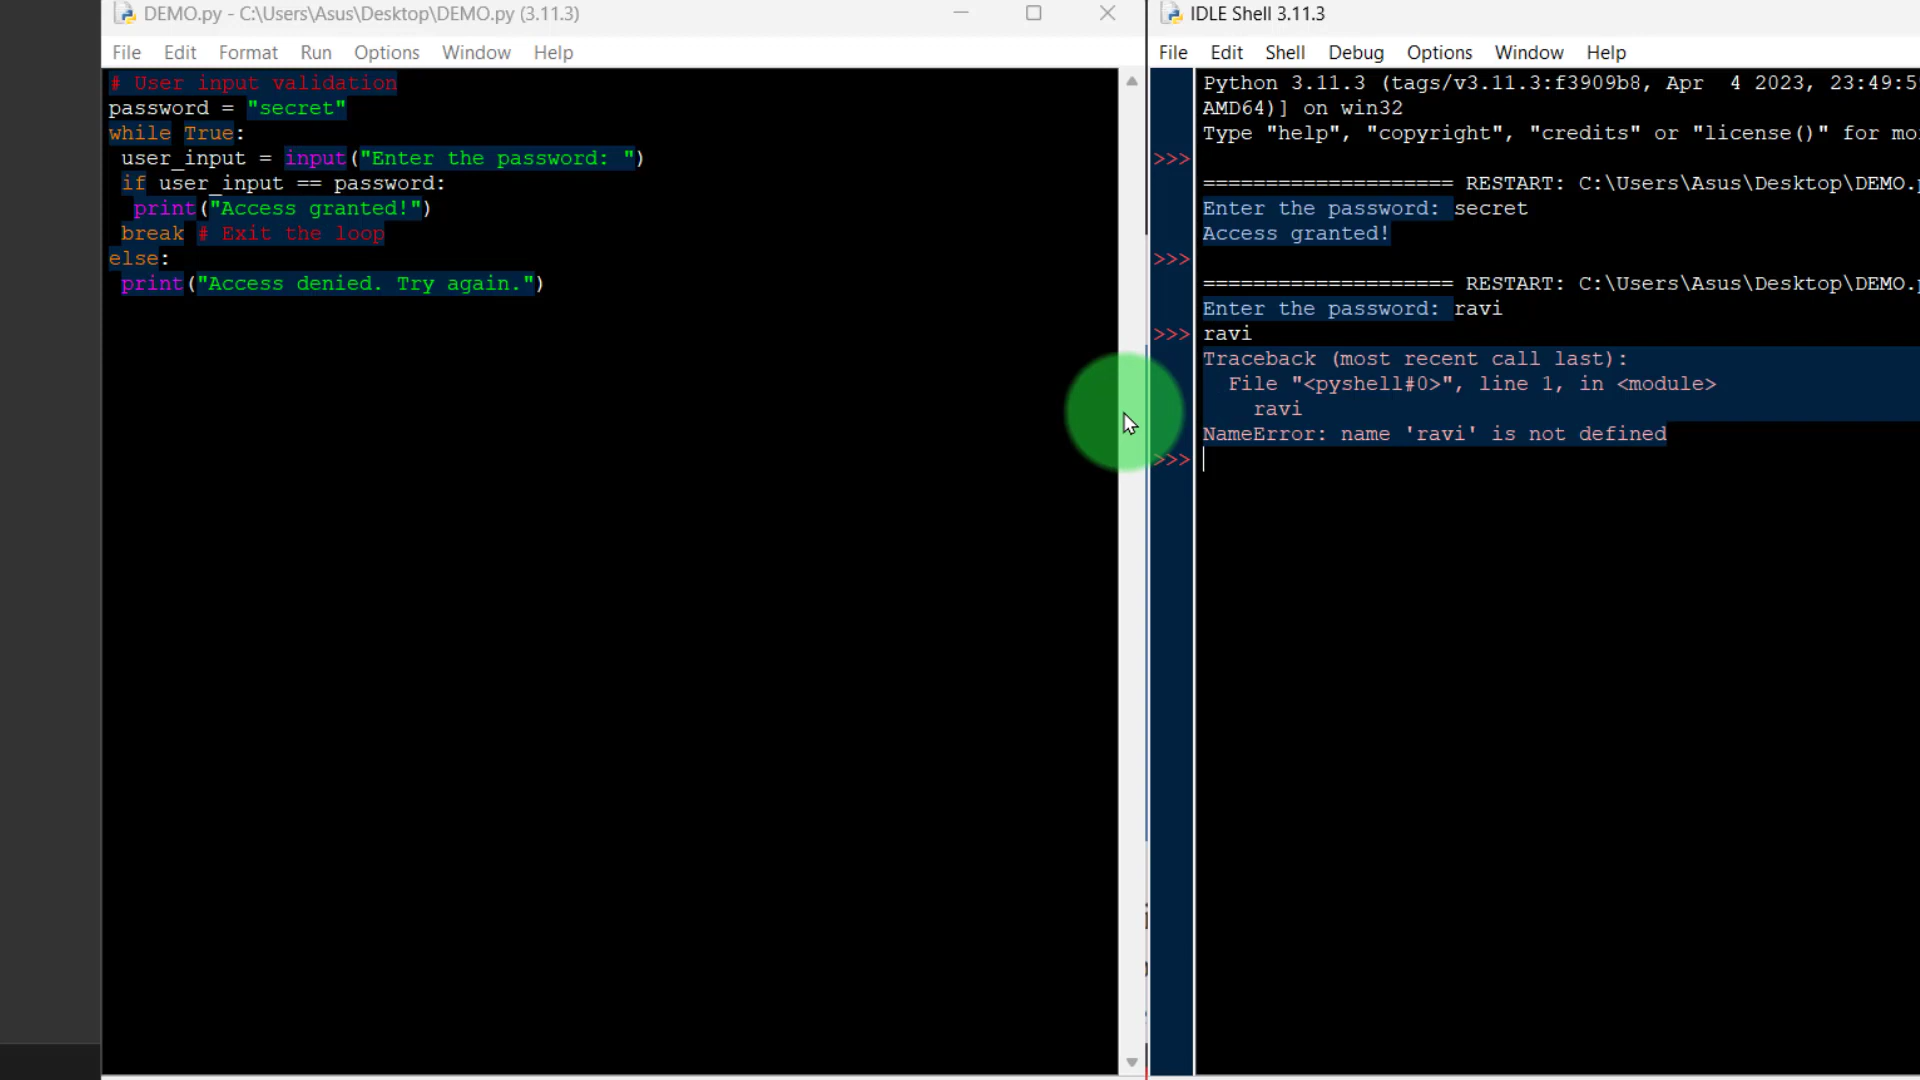 DEMO.py - C:\Users\Asus\Desktop\DEMO.py (3.11.3)
File Edit Format Run Options Window Help
# User input validation
password = "secret"
while True:
 user_input = input("Enter the password: ")
 if user_input == password:
  print("Access granted!")
 break # Exit the loop
else:
 print("Access denied. Try again.")
IDLE Shell 3.11.3
File Edit Shell Debug Options Window Help
Python 3.11.3 (tags/v3.11.3:f3909b8, Apr  4 2023, 23:49:5
AMD64)] on win32
Type "help", "copyright", "credits" or "license()" for mo
>>>
==================== RESTART: C:\Users\Asus\Desktop\DEMO.p
Enter the password: secret
Access granted!
>>>
==================== RESTART: C:\Users\Asus\Desktop\DEMO.p
Enter the password: ravi
>>> ravi
Traceback (most recent call last):
  File "<pyshell#0>", line 1, in <module>
    ravi
NameError: name 'ravi' is not defined
>>>